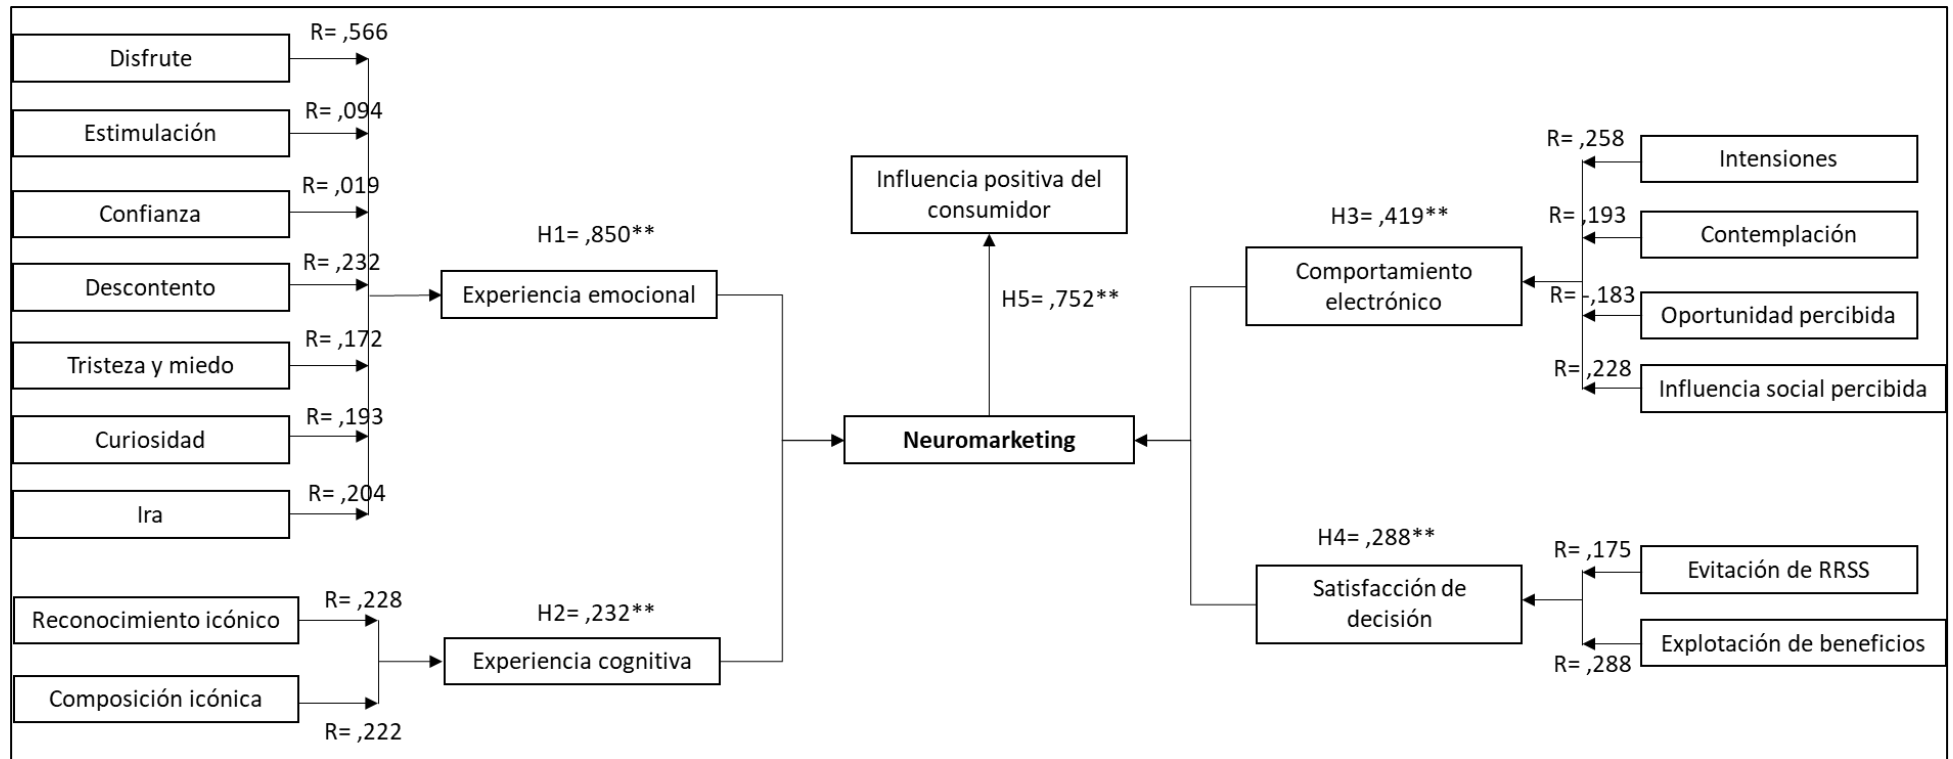 R= ,566
Disfrute
R= ,094
Estimulación
R= ,019
Confianza
R= ,232
Descontento
R= ,172
Tristeza y miedo
R= ,193
Curiosidad
R= ,204
Ira
H1= ,850**
Experiencia emocional
R= ,228
Reconocimiento icónico
Composición icónica
R= ,222
H2= ,232**
Experiencia cognitiva
Influencia positiva del
consumidor
H5= ,752**
Neuromarketing
H3= ,419**
Comportamiento
electrónico
R= ,258
Intensiones
R= ,193
Contemplación
R= -,183
Oportunidad percibida
R= ,228
Influencia social percibida
H4= ,288**
Satisfacción de
decisión
R= ,175
Evitación de RRSS
Explotación de beneficios
R= ,288